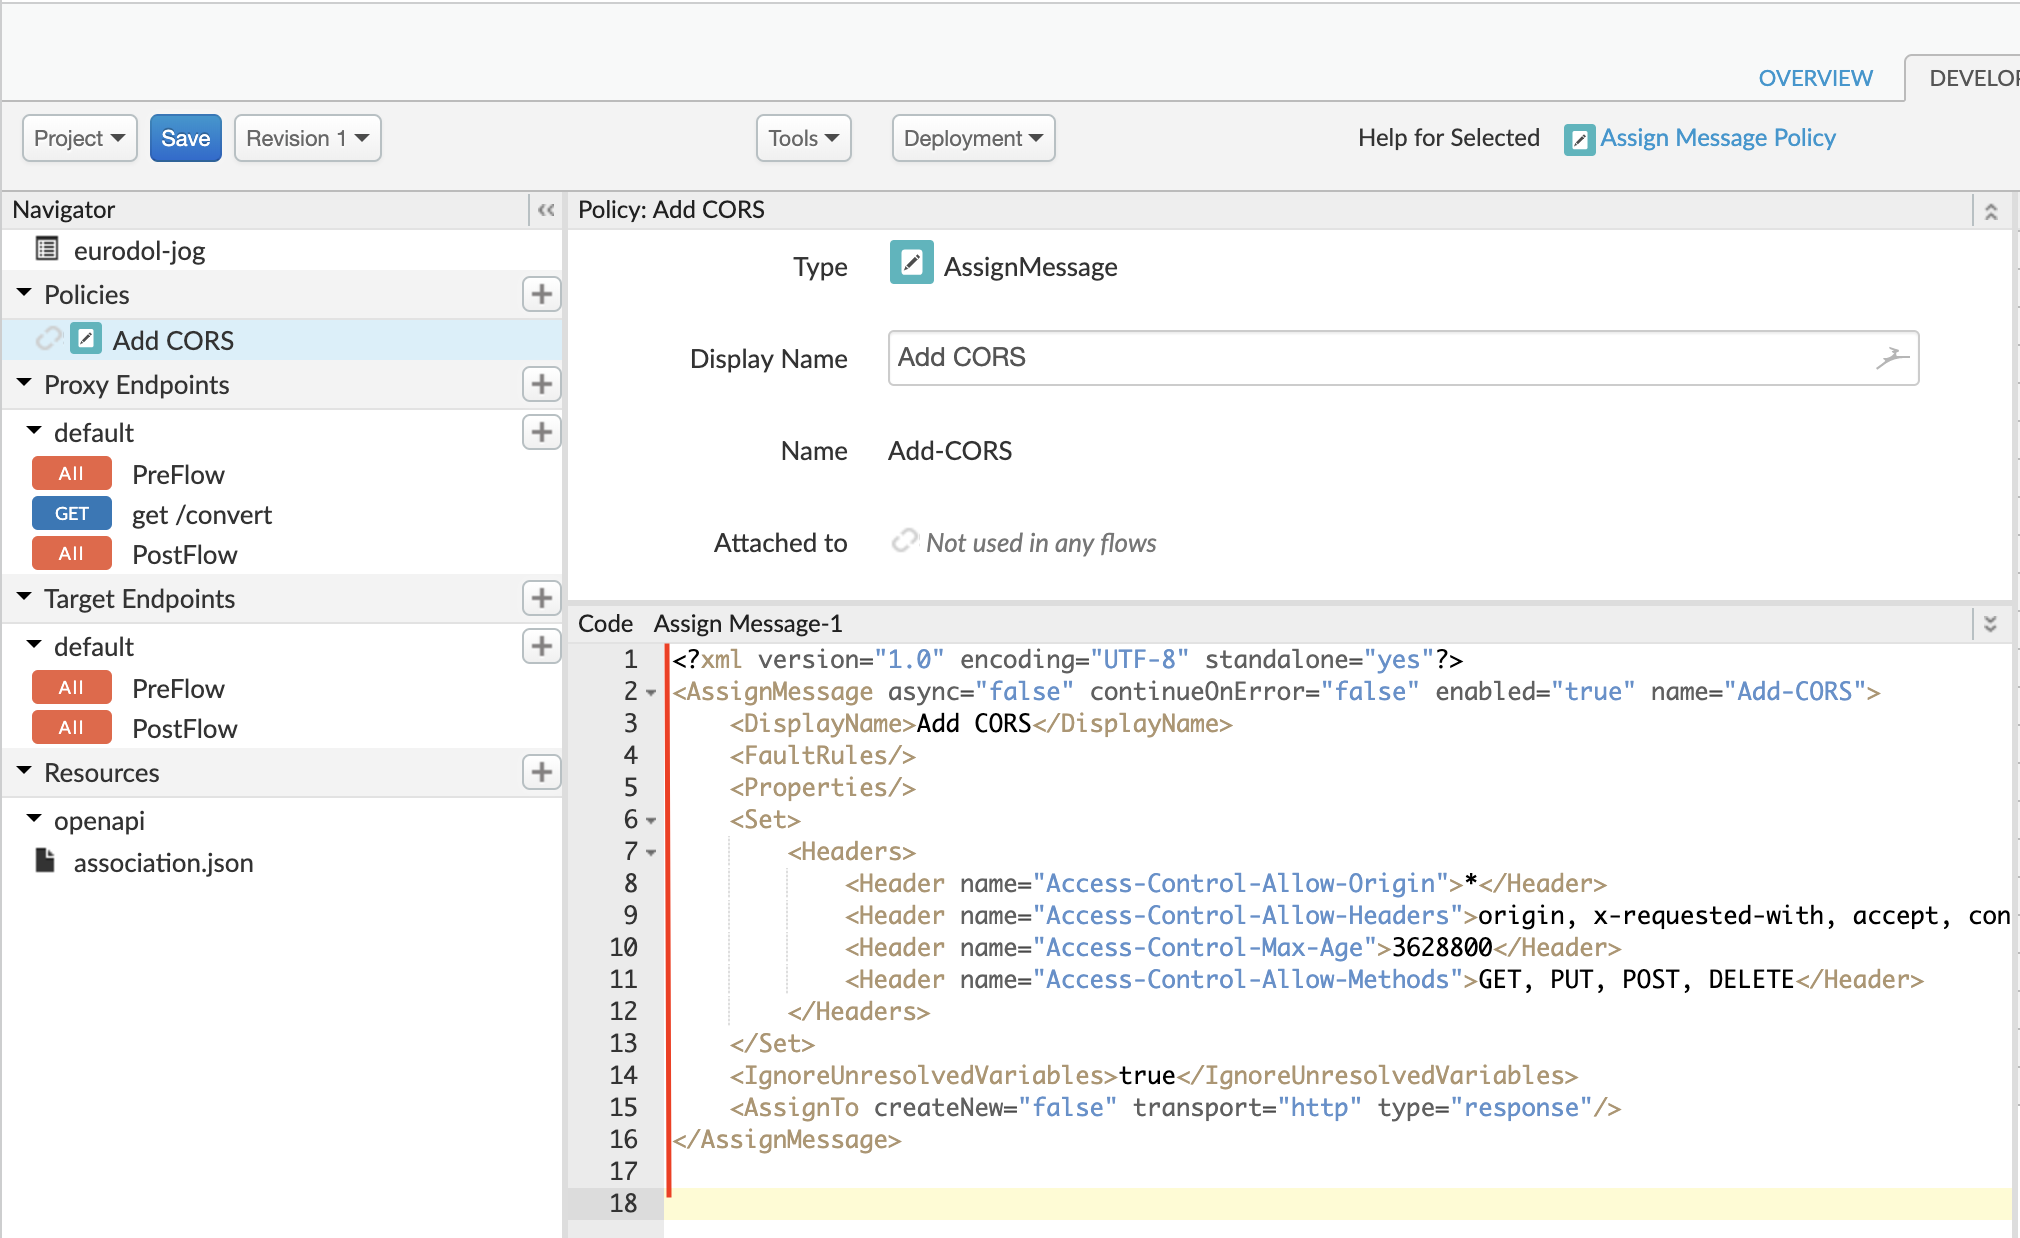 OVERVIEW
DEVELOP
Project
Save
Revision 1
Tools
Deployment
Help for Selected
Assign Message Policy
Navigator
eurodol-jog
Policies
Add CORS
Proxy Endpoints
default
All PreFlow
GET get /convert
All PostFlow
Target Endpoints
default
All PreFlow
All PostFlow
Resources
openapi
association.json
Policy: Add CORS
Type AssignMessage
Display Name Add CORS
Name Add-CORS
Attached to Not used in any flows
Code Assign Message-1
1 <?xml version="1.0" encoding="UTF-8" standalone="yes"?>
2 <AssignMessage async="false" continueOnError="false" enabled="true" name="Add-CORS">
3 <DisplayName>Add CORS</DisplayName>
4 <FaultRules/>
5 <Properties/>
6 <Set>
7 <Headers>
8 <Header name="Access-Control-Allow-Origin">*</Header>
9 <Header name="Access-Control-Allow-Headers">origin, x-requested-with, accept, con
10 <Header name="Access-Control-Max-Age">3628800</Header>
11 <Header name="Access-Control-Allow-Methods">GET, PUT, POST, DELETE</Header>
12 </Headers>
13 </Set>
14 <IgnoreUnresolvedVariables>true</IgnoreUnresolvedVariables>
15 <AssignTo createNew="false" transport="http" type="response"/>
16 </AssignMessage>
17
18